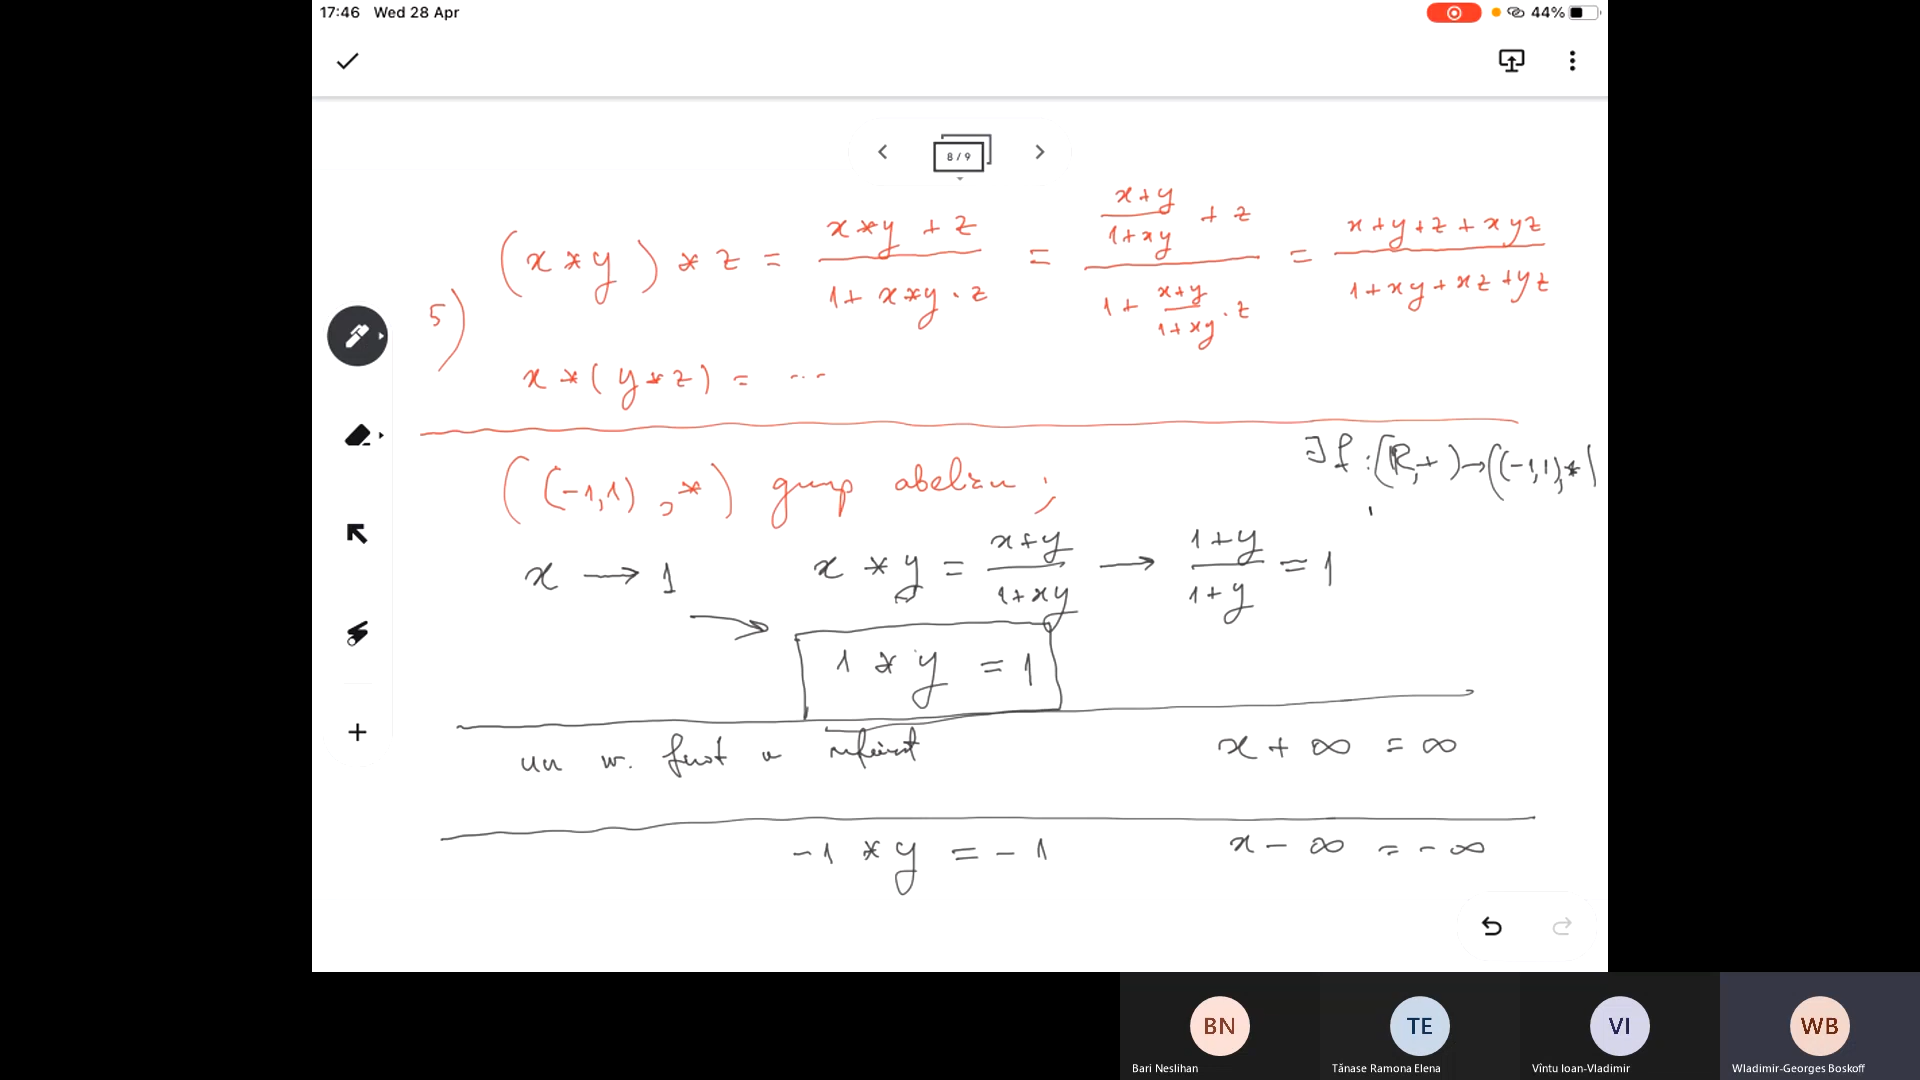 17:46 Wed 28 Apr 44%
8/9
5) (x*y)*z = (x*y+z)/(1+x*y·z) = ((x+y)/(1+xy) + z)/(1+ (x+y)/(1+xy) ·z) = (x+y+z+xyz)/(1+xy+xz+yz)
x*(y*z) = ...
∃ f:(ℝ,+)→((-1,1),*)
((-1,1),*) grup abelian;
x → 1 x*y = (x+y)/(1+xy) → (1+y)/(1+y) = 1
→ 1*y = 1
un x + ∞ = ∞
-1*y = -1 x - ∞ = - ∞
BN TE VI WB
Bari Neslihan Tănase Ramona Elena Vîntu Ioan-Vladimir Wladimir-Georges Boskoff